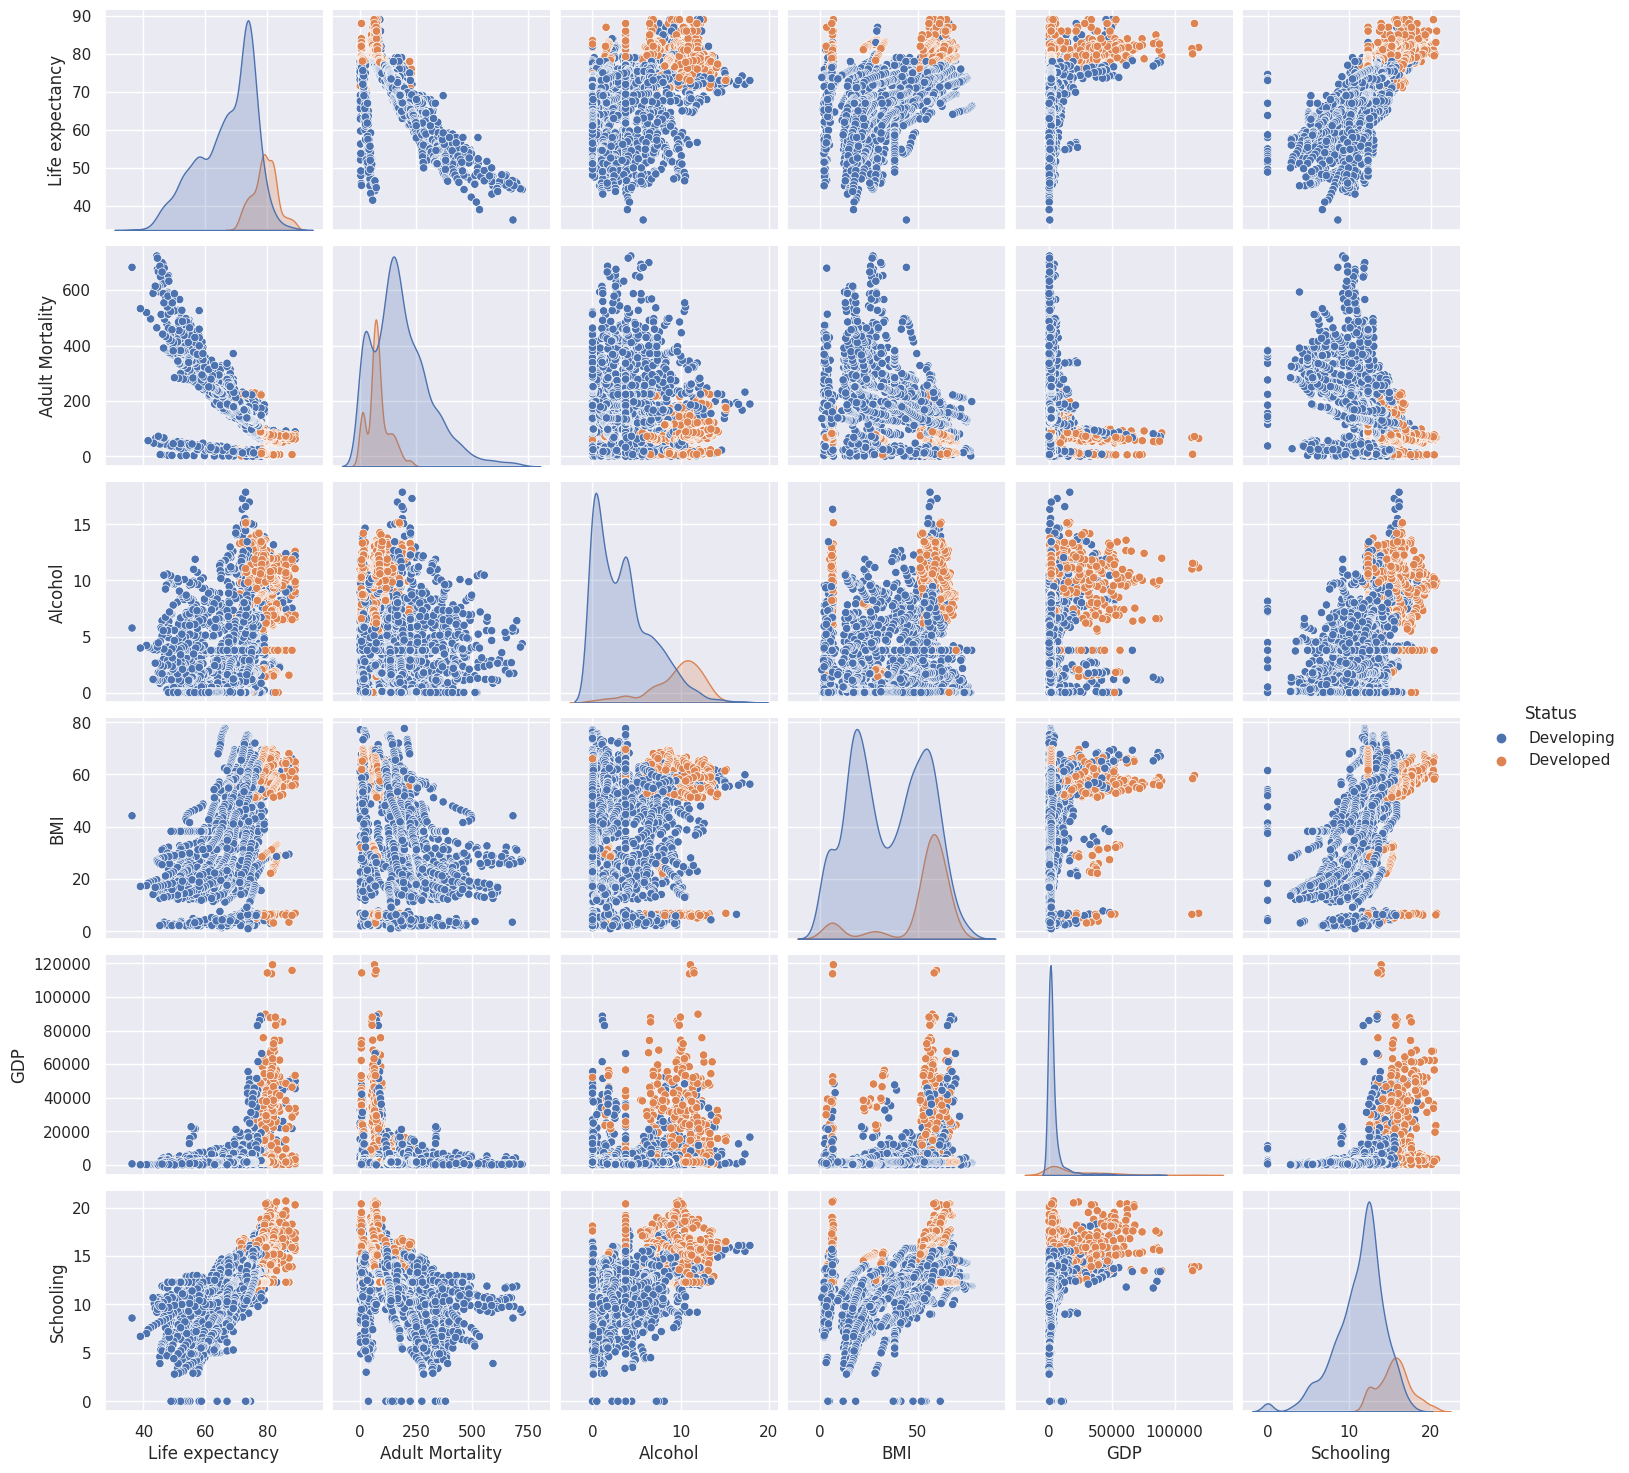 90
80
70
60
50
40
Life expectancy
600
400
200
0
Adult Mortality
15
10
5
0
Alcohol
80
60
40
20
0
BMI
120000
100000
80000
60000
40000
20000
0
GDP
20
15
10
5
0
Schooling
40 60 80
Life expectancy
0 250 500 750
Adult Mortality
0 10 20
Alcohol
0 50
BMI
0 50000 100000
GDP
0 10 20
Schooling
Status
Developing
Developed